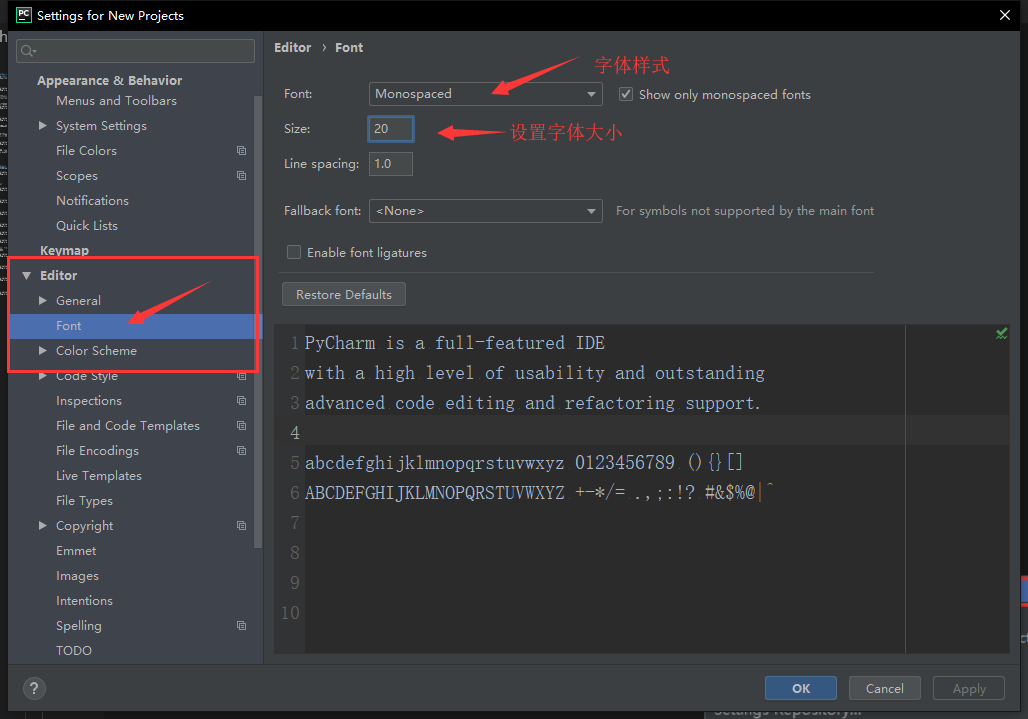 PC Settings for New Projects
Appearance & Behavior
Menus and Toolbars
System Settings
File Colors
Scopes
Notifications
Quick Lists
Keymap
Editor
General
Font
Color Scheme
Code Style
Inspections
File and Code Templates
File Encodings
Live Templates
File Types
Copyright
Emmet
Images
Intentions
Spelling
TODO
Editor › Font
字体样式
Font: Monospaced Show only monospaced fonts
Size: 20 设置字体大小
Line spacing: 1.0
Fallback font: <None> For symbols not supported by the main font
Enable font ligatures
Restore Defaults
1 PyCharm is a full-featured IDE
2 with a high level of usability and outstanding
3 advanced code editing and refactoring support.
4
5 abcdefghijklmnopqrstuvwxyz 0123456789 (){}[]
6 ABCDEFGHIJKLMNOPQRSTUVWXYZ +-*/= .,;:!? #&$%@|^
7
8
9
10
? OK Cancel Apply
Settings Repository...